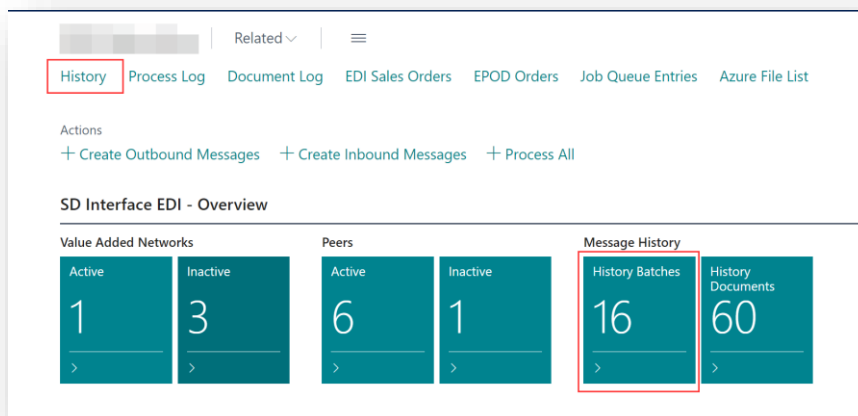 Related
History Process Log Document Log EDI Sales Orders EPOD Orders Job Queue Entries Azure File List
Actions
+ Create Outbound Messages + Create Inbound Messages + Process All
SD Interface EDI - Overview
Value Added Networks Peers Message History
Active Inactive Active Inactive History Batches History
Documents
1 3 6 1 16 60